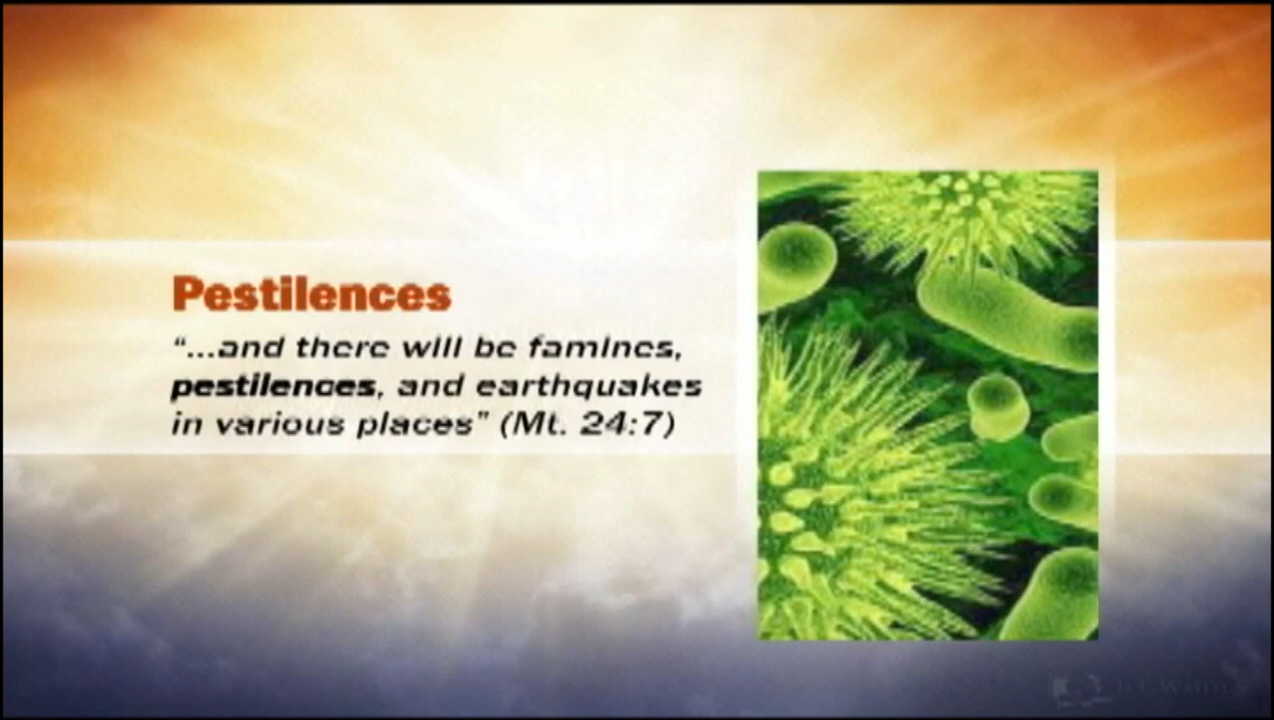 Pestilences
"...and there will be famines,
pestilences, and earthquakes
in various places" (Mt. 24:7)